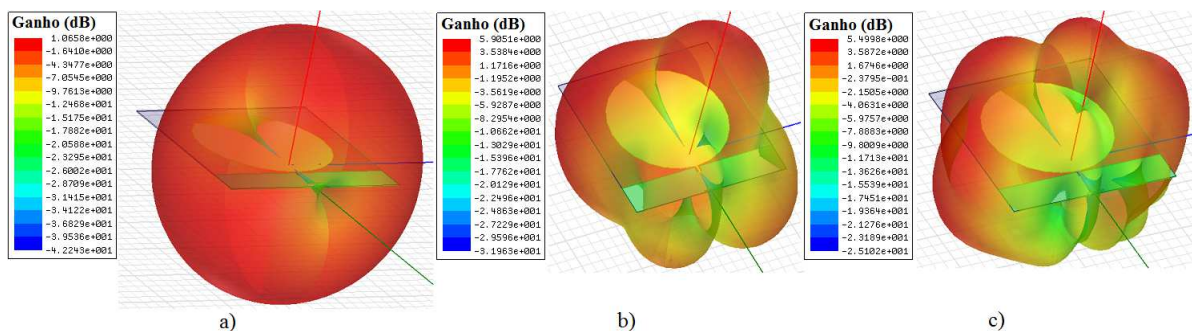 Ganho (dB)
1.0658e+000
-1.6410e+000
-4.3477e+000
-7.0545e+000
-9.7613e+000
-1.2468e+001
-1.5175e+001
-1.7882e+001
-2.0588e+001
-2.3295e+001
-2.6002e+001
-2.8709e+001
-3.1415e+001
-3.4122e+001
-3.6829e+001
-3.9536e+001
-4.2243e+001
a)
Ganho (dB)
5.9051e+000
3.5384e+000
1.1716e+000
-1.1952e+000
-3.5619e+000
-5.9287e+000
-8.2954e+000
-1.0662e+001
-1.3029e+001
-1.5396e+001
-1.7762e+001
-2.0129e+001
-2.2496e+001
-2.4863e+001
-2.7229e+001
-2.9596e+001
-3.1963e+001
b)
Ganho (dB)
5.4998e+000
3.5872e+000
1.6746e+000
-2.3795e-001
-2.1505e+000
-4.0631e+000
-5.9757e+000
-7.8883e+000
-9.8009e+000
-1.1713e+001
-1.3626e+001
-1.5539e+001
-1.7451e+001
-1.9364e+001
-2.1276e+001
-2.3189e+001
-2.5102e+001
c)